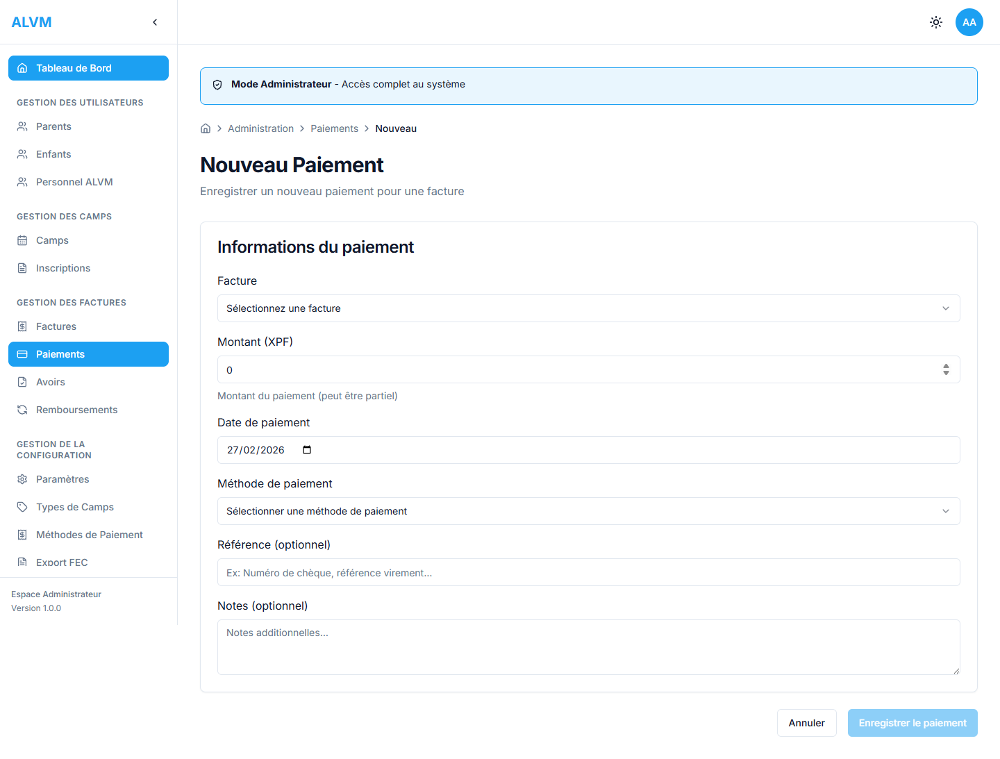 ALVM
AA
Tableau de Bord
GESTION DES UTILISATEURS
Parents
Enfants
Personnel ALVM
GESTION DES CAMPS
Camps
Inscriptions
GESTION DES FACTURES
Factures
Paiements
Avoirs
Remboursements
GESTION DE LA
CONFIGURATION
Paramètres
Types de Camps
Méthodes de Paiement
Export FEC
Espace Administrateur
Version 1.0.0
Mode Administrateur - Accès complet au système
Administration > Paiements > Nouveau
Nouveau Paiement
Enregistrer un nouveau paiement pour une facture
Informations du paiement
Facture
Sélectionnez une facture
Montant (XPF)
0
Montant du paiement (peut être partiel)
Date de paiement
27/02/2026
Méthode de paiement
Sélectionner une méthode de paiement
Référence (optionnel)
Ex: Numéro de chèque, référence virement...
Notes (optionnel)
Notes additionnelles...
Annuler
Enregistrer le paiement